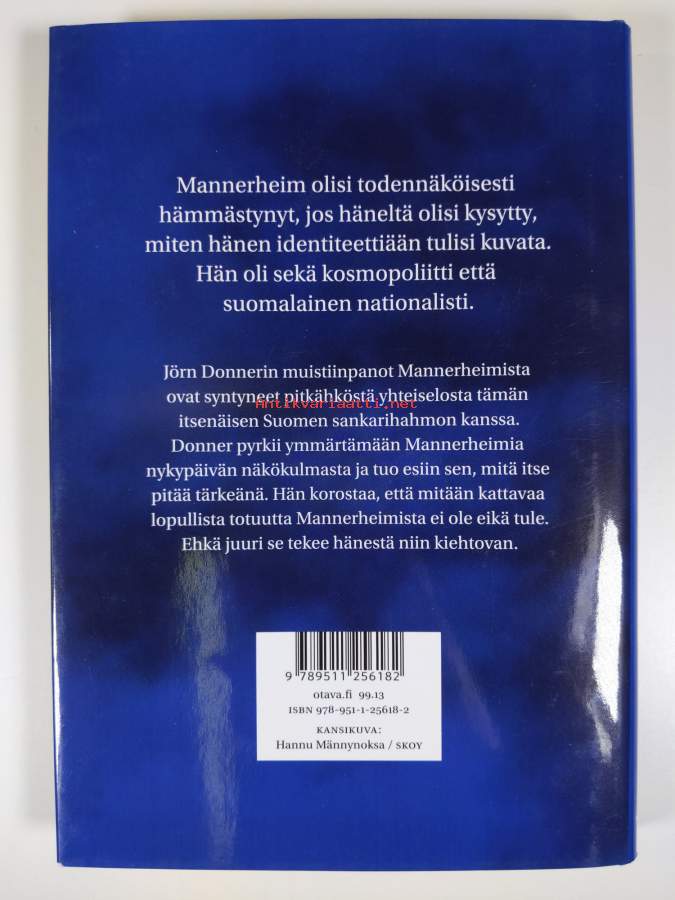 Mannerheim olisi todennäköisesti
hämmästynyt, jos häneltä olisi kysytty,
miten hänen identiteettiään tulisi kuvata.
Hän oli sekä kosmopoliitti että
suomalainen nationalisti.
Jörn Donnerin muistiinpanot Mannerheimista
ovat syntyneet pitkähköstä yhteiselosta tämän
Antikvariaatti.net
itsenäisen Suomen sankarihahmon kanssa.
Donner pyrkii ymmärtämään Mannerheimia
nykypäivän näkökulmasta ja tuo esiin sen, mitä itse
pitää tärkeänä. Hän korostaa, että mitään kattavaa
lopullista totuutta Mannerheimista ei ole eikä tule.
Ehkä juuri se tekee hänestä niin kiehtovan.
9 789511 256182
otava.fi 99.13
ISBN 978-951-1-25618-2
KANSIKUVA:
Hannu Männynoksa / SKOY